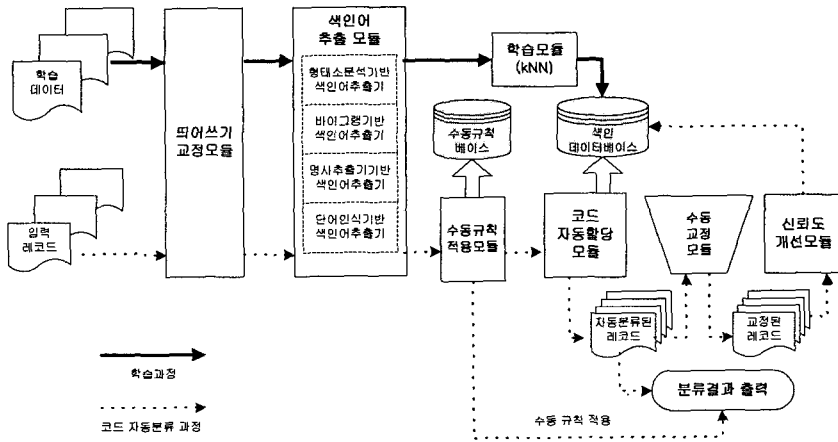 학습
데이터
띄어쓰기
교정모듈
색인어
추출 모듈
형태소분석기반
색인어추출기
바이그램기반
색인어추출기
명사추출기기반
색인어추출기
단어인식기반
색인어추출기
학습모듈
(kNN)
수동규칙
베이스
색인
데이터베이스
입력
레코드
수동규칙
적용모듈
코드
자동할당
모듈
수동
교정
모듈
신뢰도
개선모듈
자동분류된
레코드
교정된
레코드
분류결과 출력
학습과정
코드 자동분류 과정
수동 규칙 적용